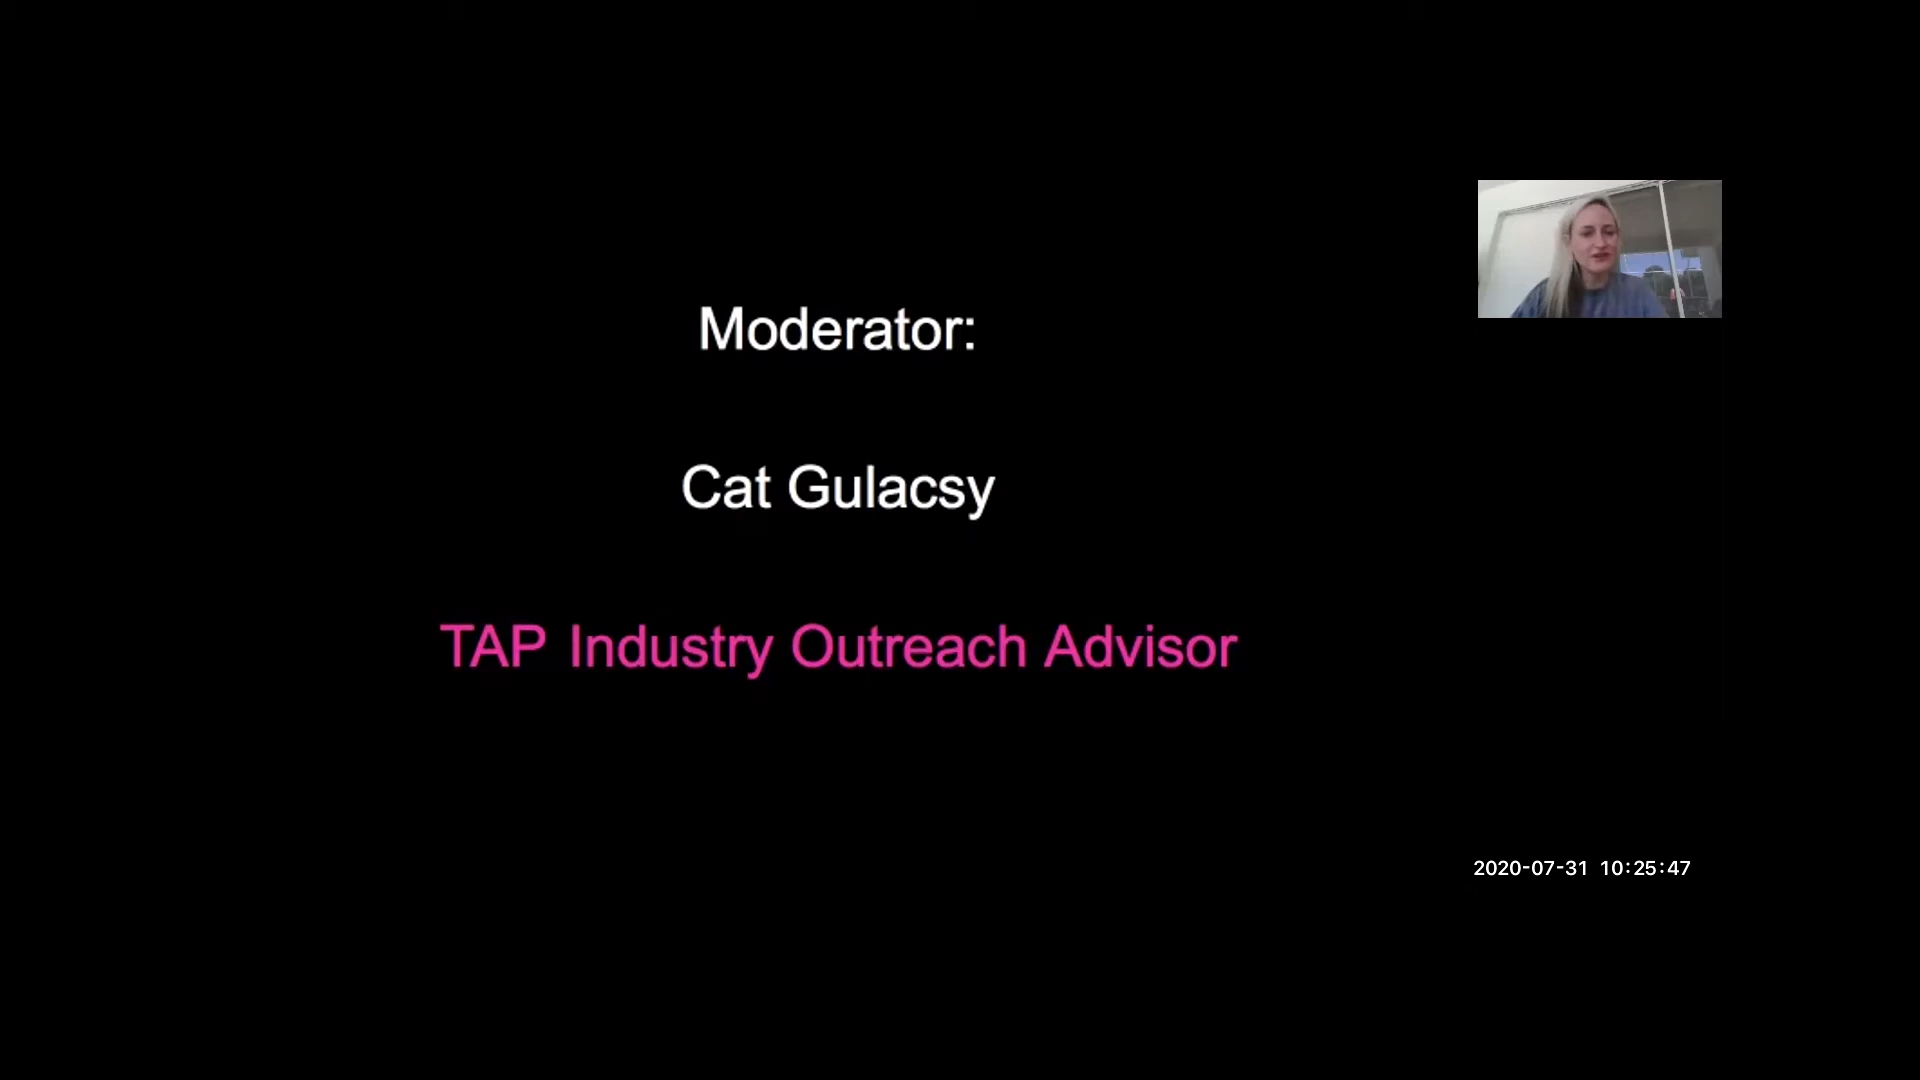 Moderator:
Cat Gulacsy
TAP Industry Outreach Advisor
2020-07-31 10:25:47